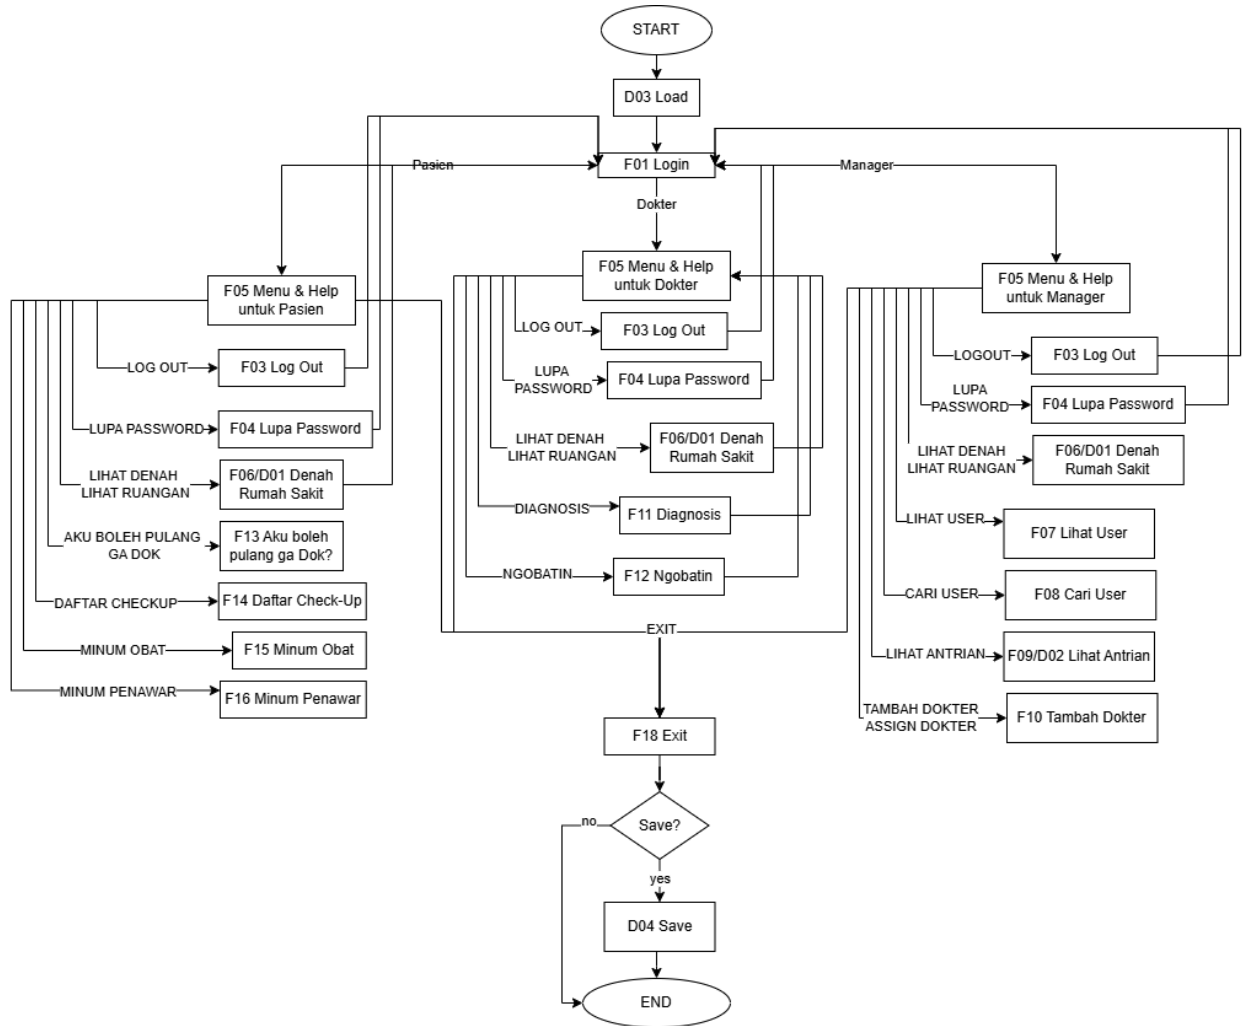 START
D03 Load
F01 Login
Pasien
Manager
Dokter
F05 Menu & Help
untuk Pasien
F05 Menu & Help
untuk Dokter
F05 Menu & Help
untuk Manager
LOG OUT
F03 Log Out
LUPA PASSWORD
F04 Lupa Password
LIHAT DENAH
LIHAT RUANGAN
F06/D01 Denah
Rumah Sakit
AKU BOLEH PULANG
GA DOK
F13 Aku boleh
pulang ga Dok?
DAFTAR CHECKUP
F14 Daftar Check-Up
MINUM OBAT
F15 Minum Obat
MINUM PENAWAR
F16 Minum Penawar
LOG OUT
F03 Log Out
LUPA
PASSWORD
F04 Lupa Password
LIHAT DENAH
LIHAT RUANGAN
F06/D01 Denah
Rumah Sakit
DIAGNOSIS
F11 Diagnosis
NGOBATIN
F12 Ngobatin
LOGOUT
F03 Log Out
LUPA
PASSWORD
F04 Lupa Password
LIHAT DENAH
LIHAT RUANGAN
F06/D01 Denah
Rumah Sakit
LIHAT USER
F07 Lihat User
CARI USER
F08 Cari User
LIHAT ANTRIAN
F09/D02 Lihat Antrian
TAMBAH DOKTER
ASSIGN DOKTER
F10 Tambah Dokter
EXIT
F18 Exit
Save?
no
yes
D04 Save
END